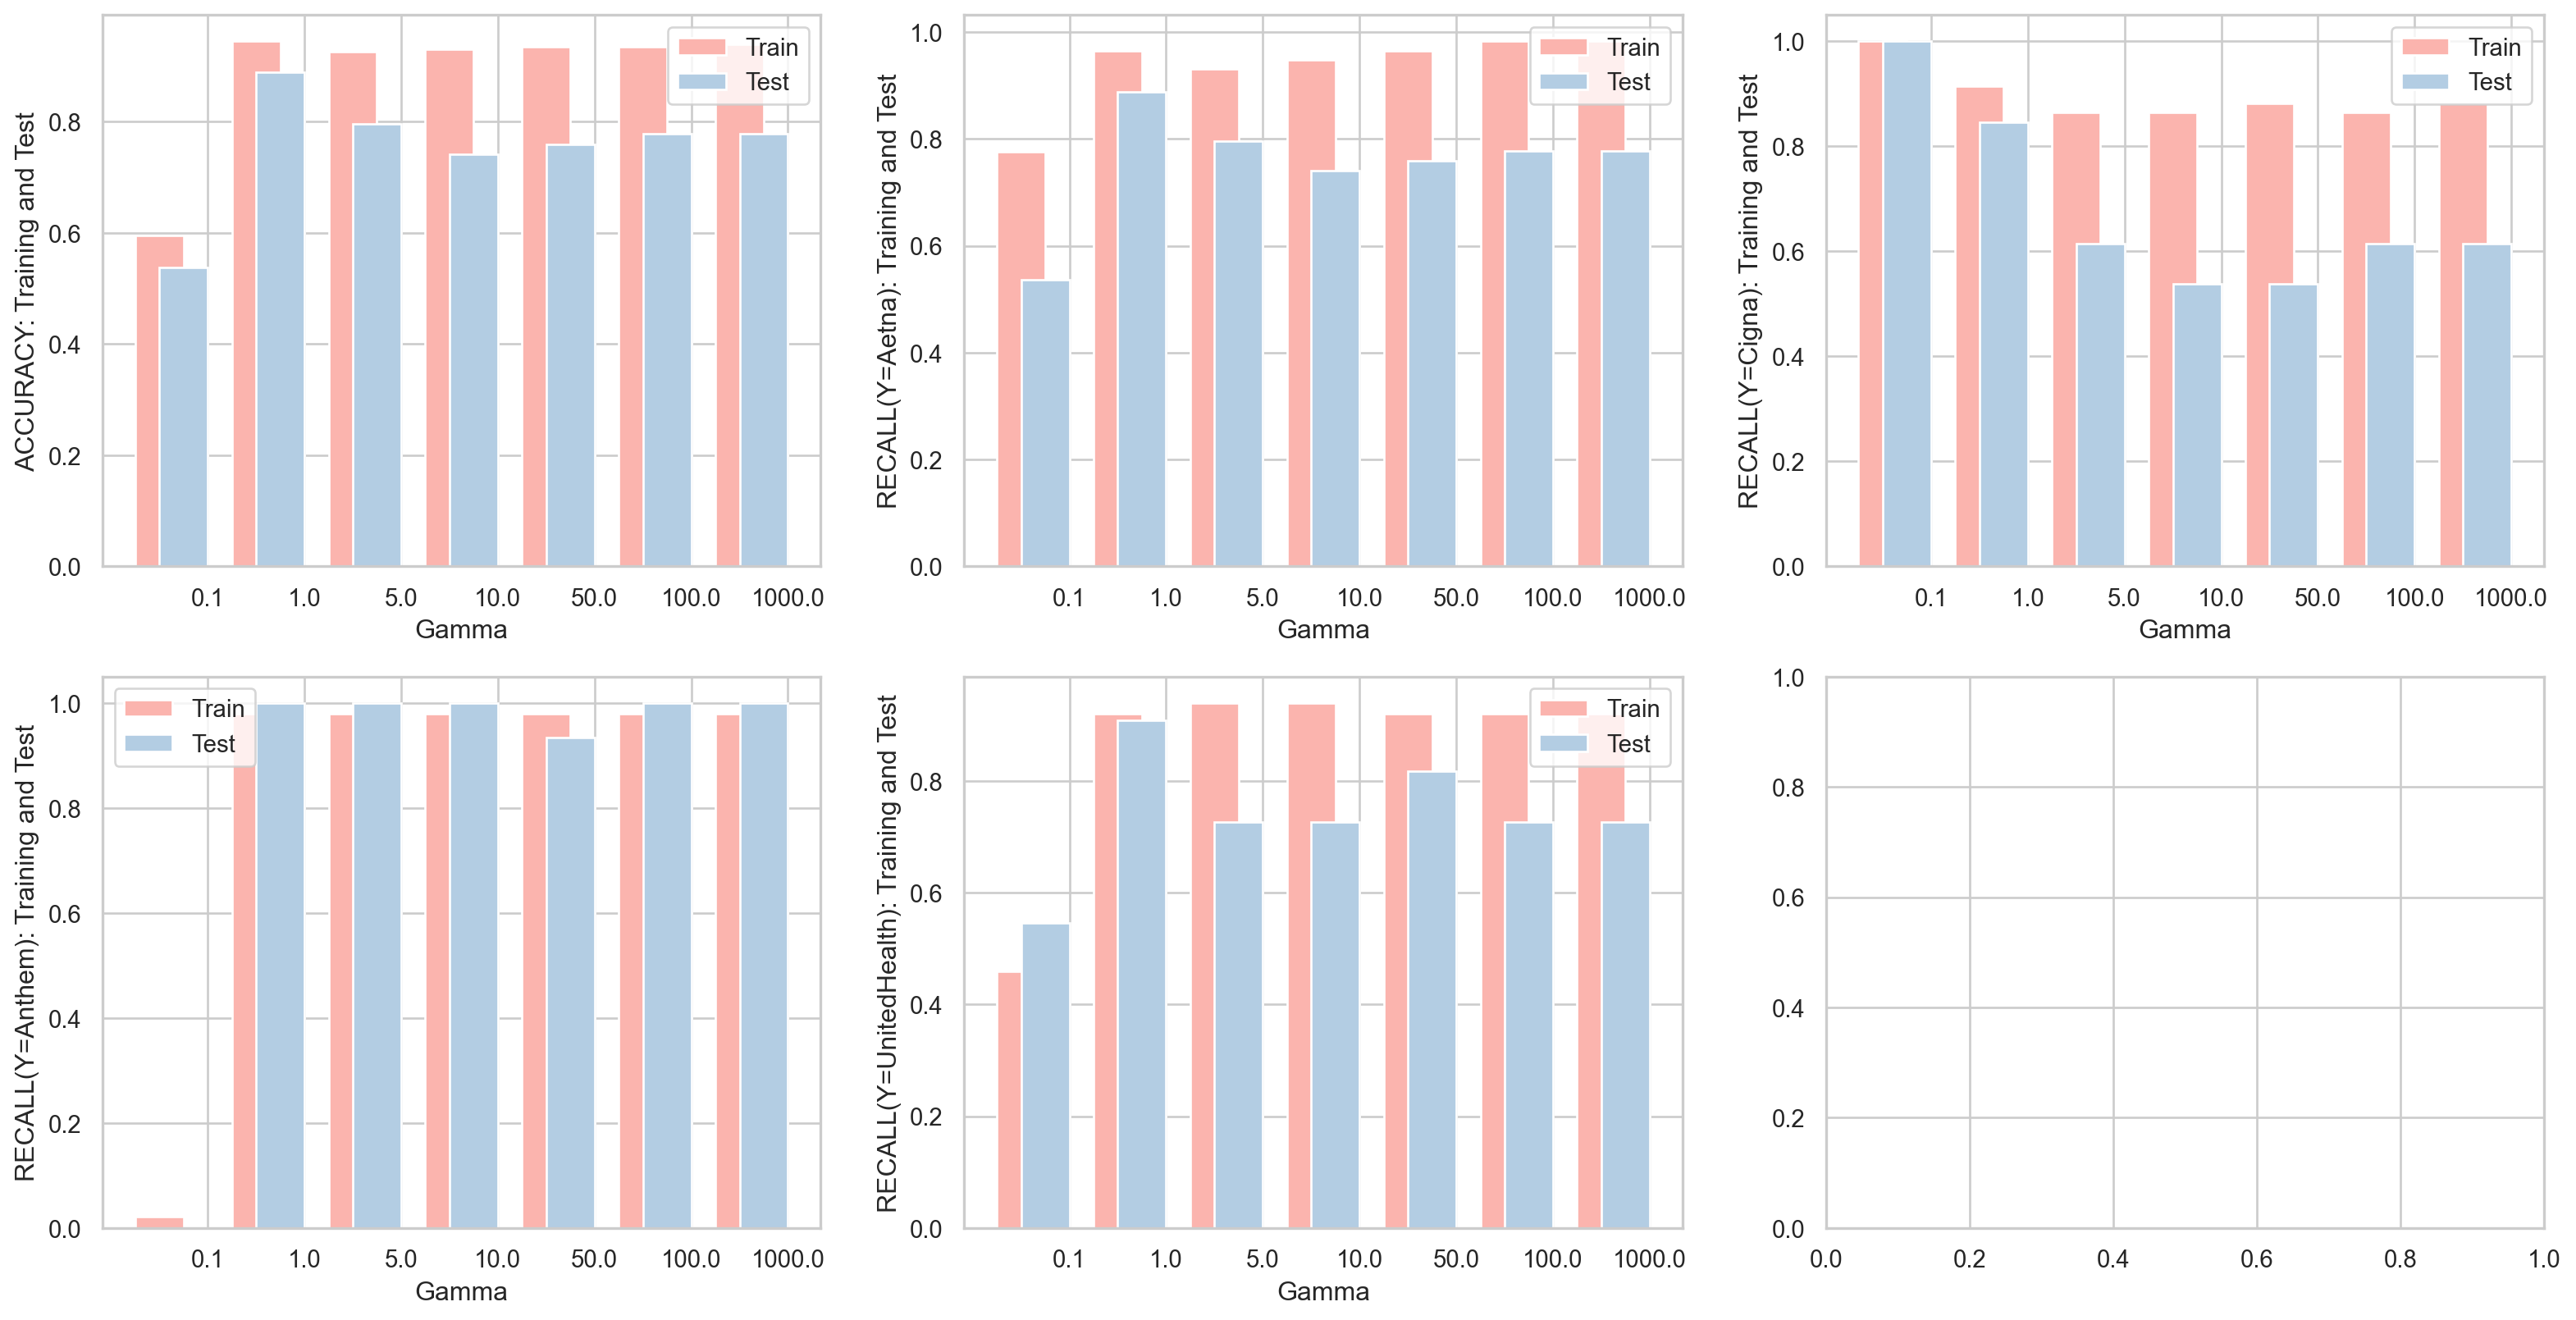 ACCURACY: Training and Test
0.8
0.6
0.4
0.2
0.0
Train
Test
0.1 1.0 5.0 10.0 50.0 100.0 1000.0
Gamma
RECALL(Y=Aetna): Training and Test
1.0
0.8
0.6
0.4
0.2
0.0
Train
Test
0.1 1.0 5.0 10.0 50.0 100.0 1000.0
Gamma
RECALL(Y=Cigna): Training and Test
1.0
0.8
0.6
0.4
0.2
0.0
Train
Test
0.1 1.0 5.0 10.0 50.0 100.0 1000.0
Gamma
RECALL(Y=Anthem): Training and Test
1.0
0.8
0.6
0.4
0.2
0.0
Train
Test
0.1 1.0 5.0 10.0 50.0 100.0 1000.0
Gamma
RECALL(Y=UnitedHealth): Training and Test
0.8
0.6
0.4
0.2
0.0
Train
Test
0.1 1.0 5.0 10.0 50.0 100.0 1000.0
Gamma
1.0
0.8
0.6
0.4
0.2
0.0
0.0 0.2 0.4 0.6 0.8 1.0